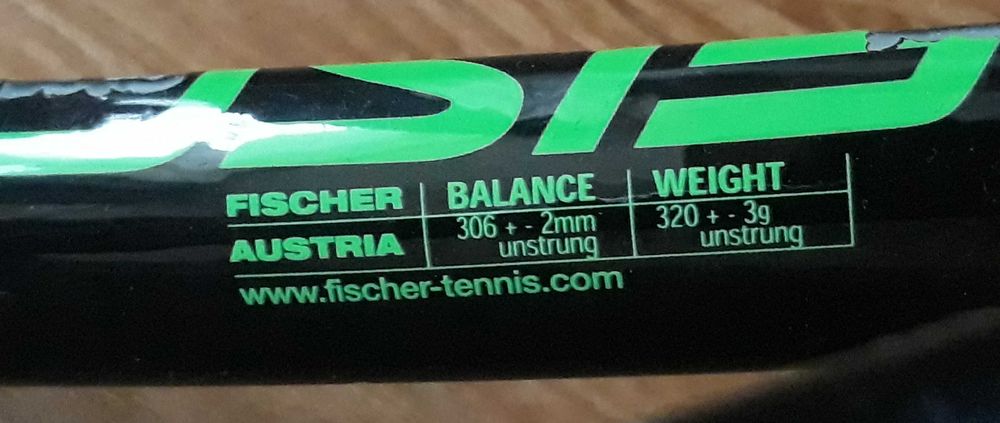 FISCHER BALANCE WEIGHT
AUSTRIA 306 + - 2mm unstrung 320 + - 3g unstrung
www.fischer-tennis.com